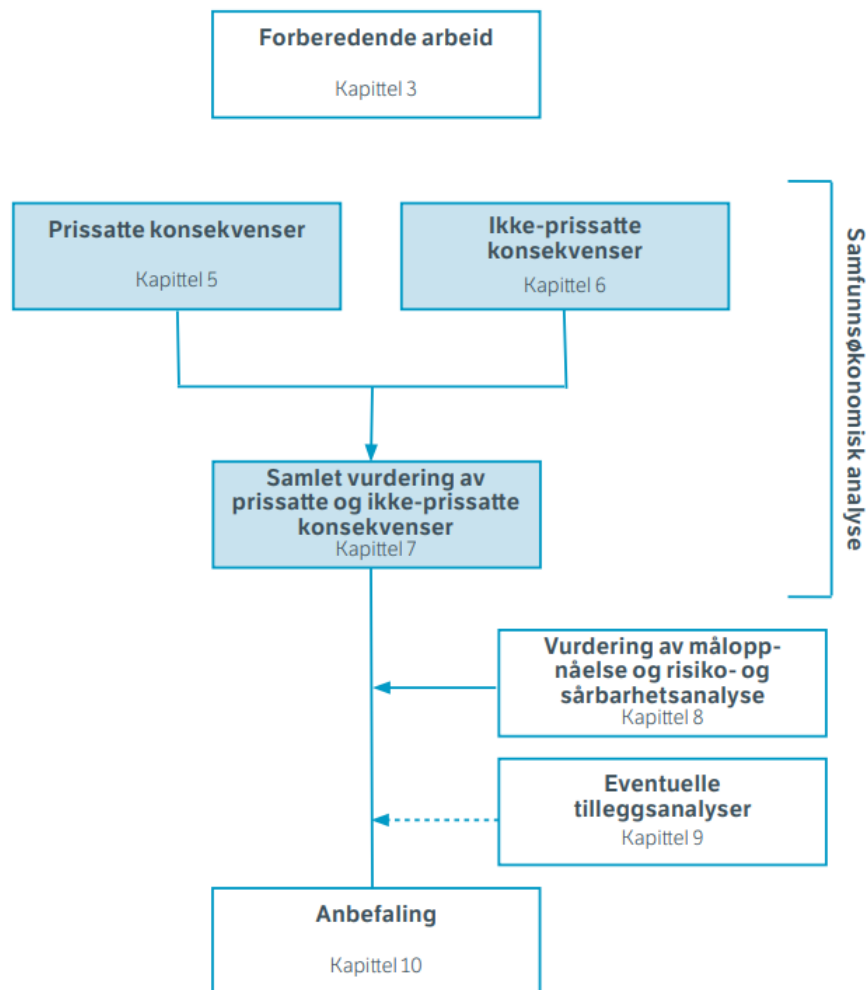 Forberedende arbeid
Kapittel 3
Prissatte konsekvenser
Kapittel 5
Ikke-prissatte
konsekvenser
Kapittel 6
Samfunnsøkonomisk analyse
Samlet vurdering av
prissatte og ikke-prissatte
konsekvenser
Kapittel 7
Vurdering av målopp-
nåelse og risiko- og
sårbarhetsanalyse
Kapittel 8
Eventuelle
tilleggsanalyser
Kapittel 9
Anbefaling
Kapittel 10